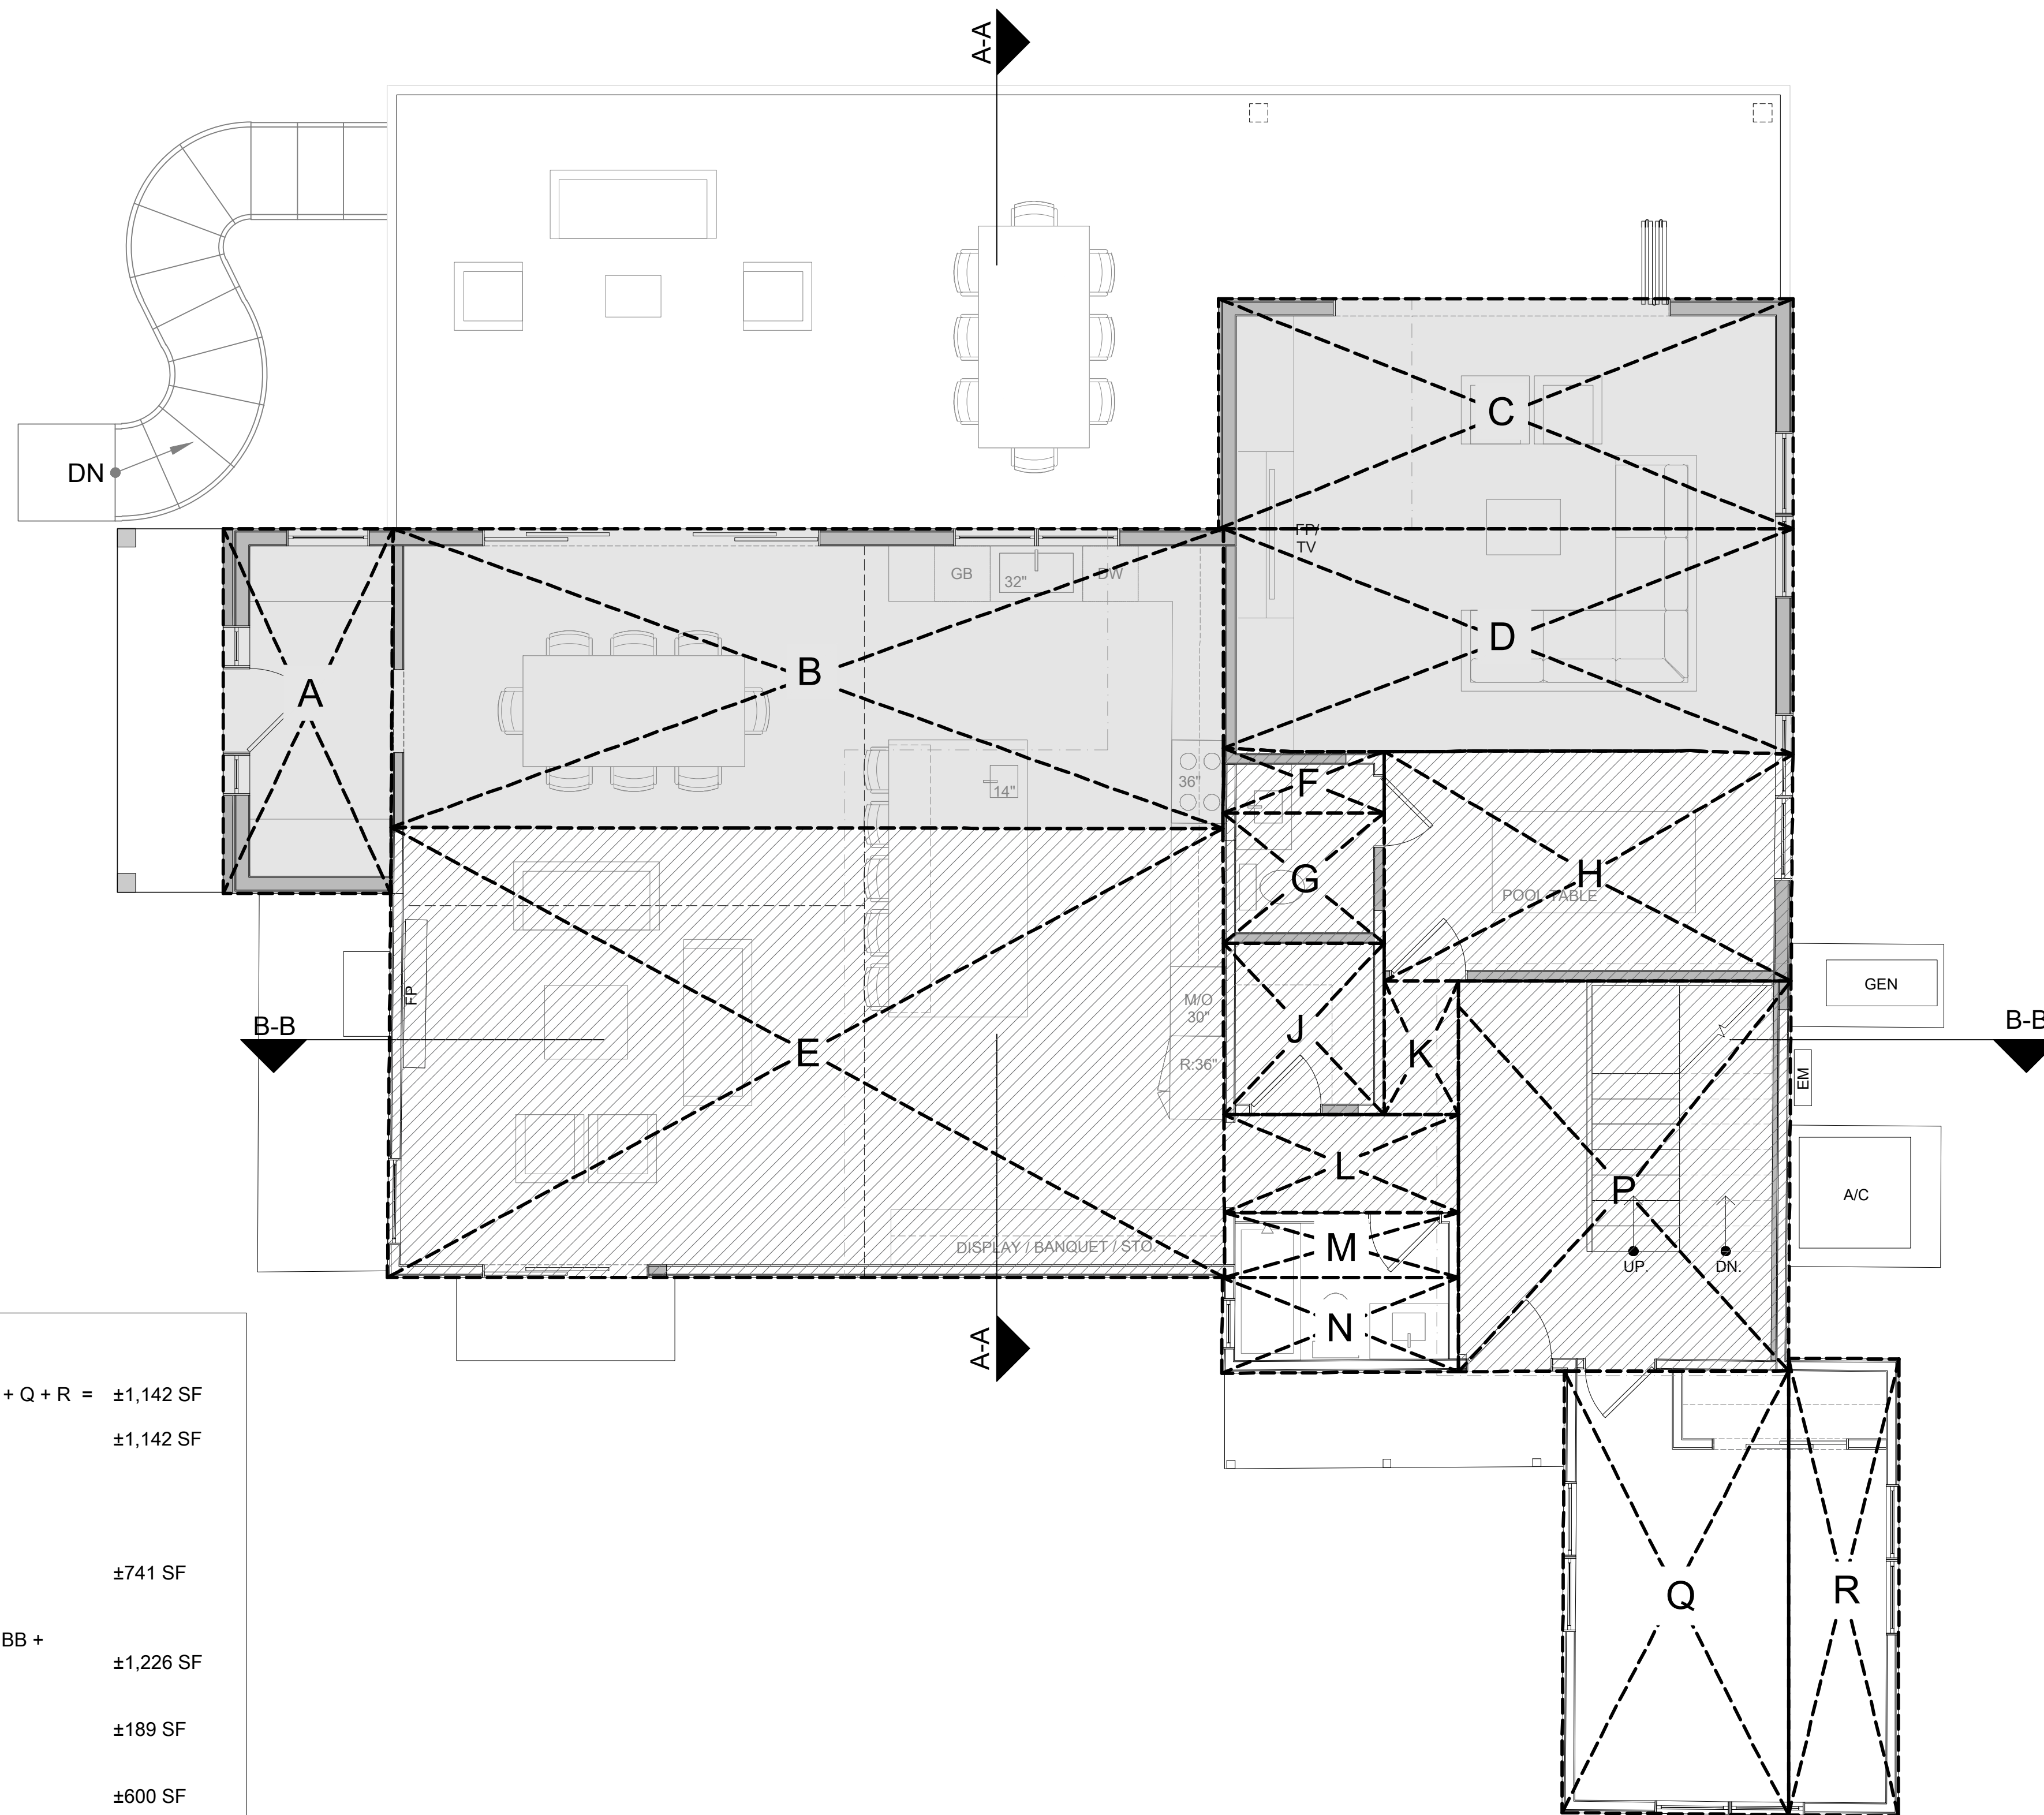 A-A
DN
C
FP/
TV
GB
32"
DW
D
A
B
14"
36"
F
G
H
POOL TABLE
FP
M/O
30"
GEN
B-B
B-B
J
K
E
R:36"
EM
L
P
A/C
DISPLAY / BANQUET / STO.
M
UP.
DN.
N
A-A
+ Q + R = ±1,142 SF
±1,142 SF
±741 SF
Q
R
BB +
±1,226 SF
±189 SF
±600 SF